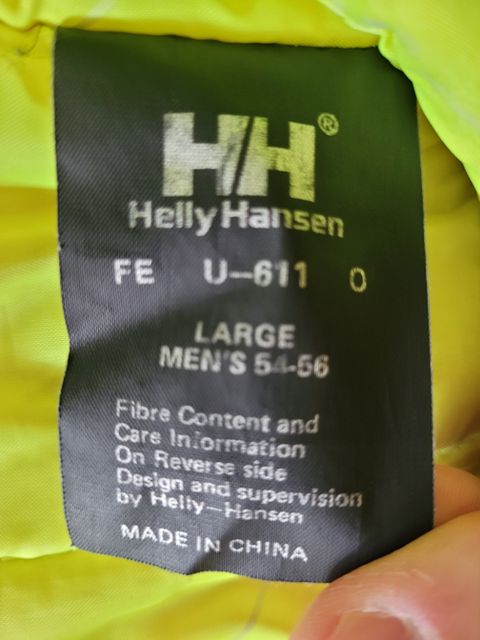 HH®
Helly Hansen
FE U-611 O
LARGE
MEN'S 54-56
Fibre Content and
Care Information
On Reverse side
Design and supervision
by Helly-Hansen
MADE IN CHINA